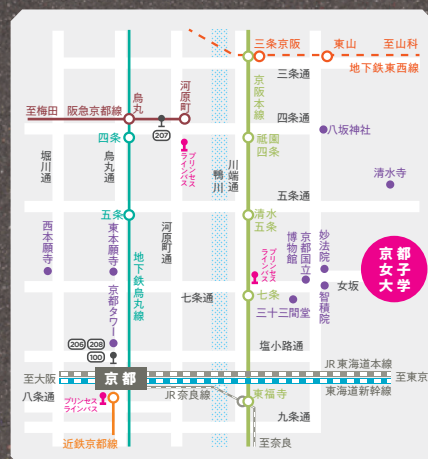 三条京阪
東山
至山科
地下鉄東西線
三条通
河原町
烏丸
京阪本線
至梅田
阪急京都線
四条通
207
四条
祇園
四条
八坂神社
プリンセス
ラインバス
堀川通
烏丸通
鴨川
川端通
清水寺
五条通
五条
清水
五条
西本願寺
東本願寺
河原町通
地下鉄烏丸線
プリンセス
ラインバス
京都国立
博物館
妙法院
京都
女子
大学
京都タワー
七条通
七条
女坂
智積院
三十三間堂
206
208
100
塩小路通
JR東海道本線
至大阪
京都
至東京
東海道新幹線
八条通
プリンセス
ラインバス
JR奈良線
東福寺
九条通
近鉄京都線
至奈良